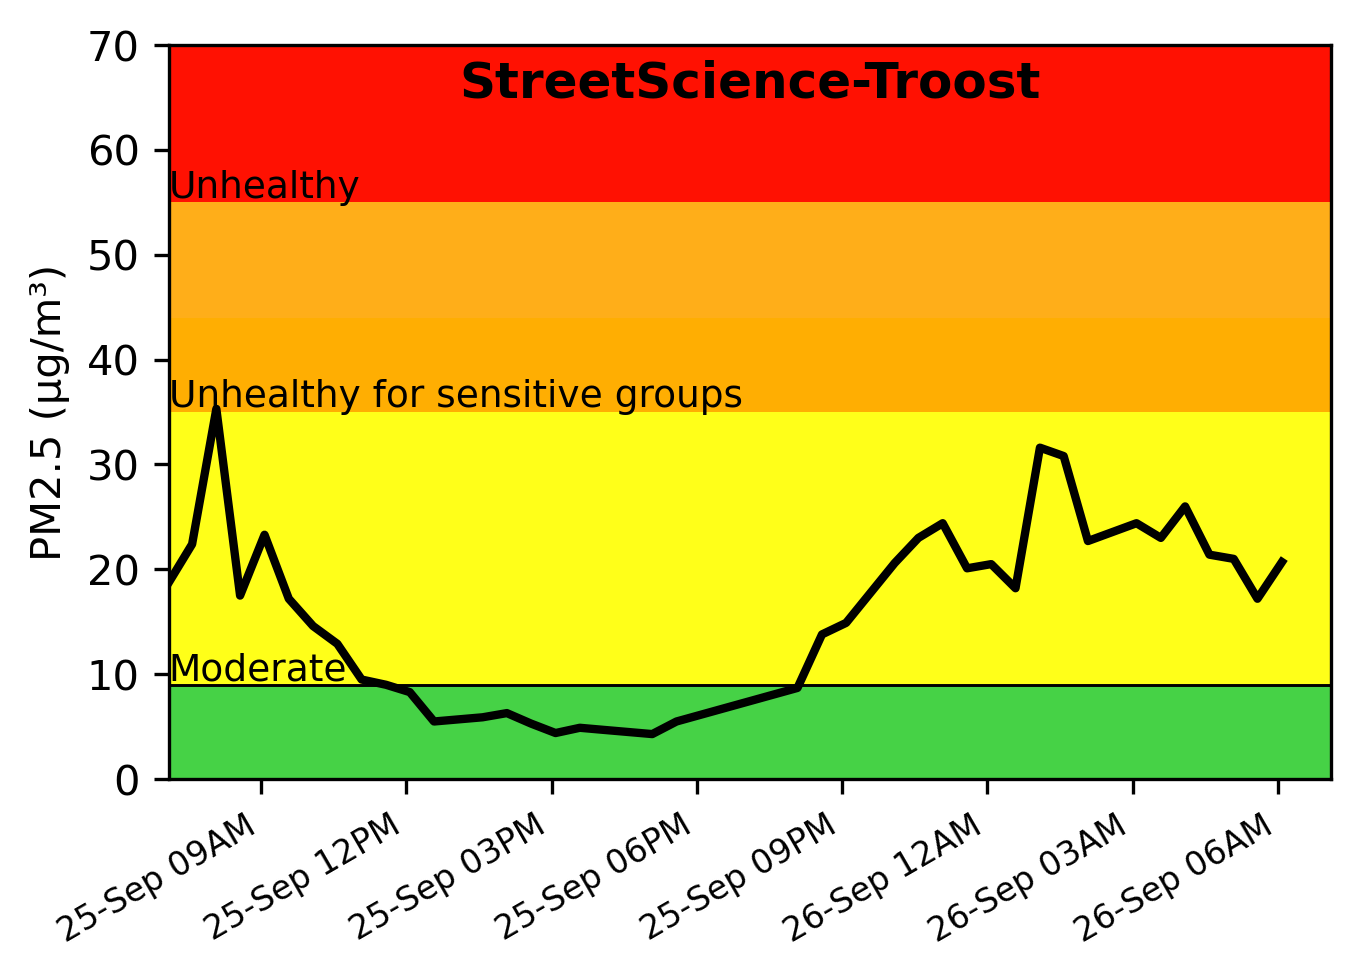 StreetScience-Troost
PM2.5 (μg/m³)
70
60
50
40
30
20
10
0
Unhealthy
Unhealthy for sensitive groups
Moderate
25-Sep 09AM
25-Sep 12PM
25-Sep 03PM
25-Sep 06PM
25-Sep 09PM
26-Sep 12AM
26-Sep 03AM
26-Sep 06AM